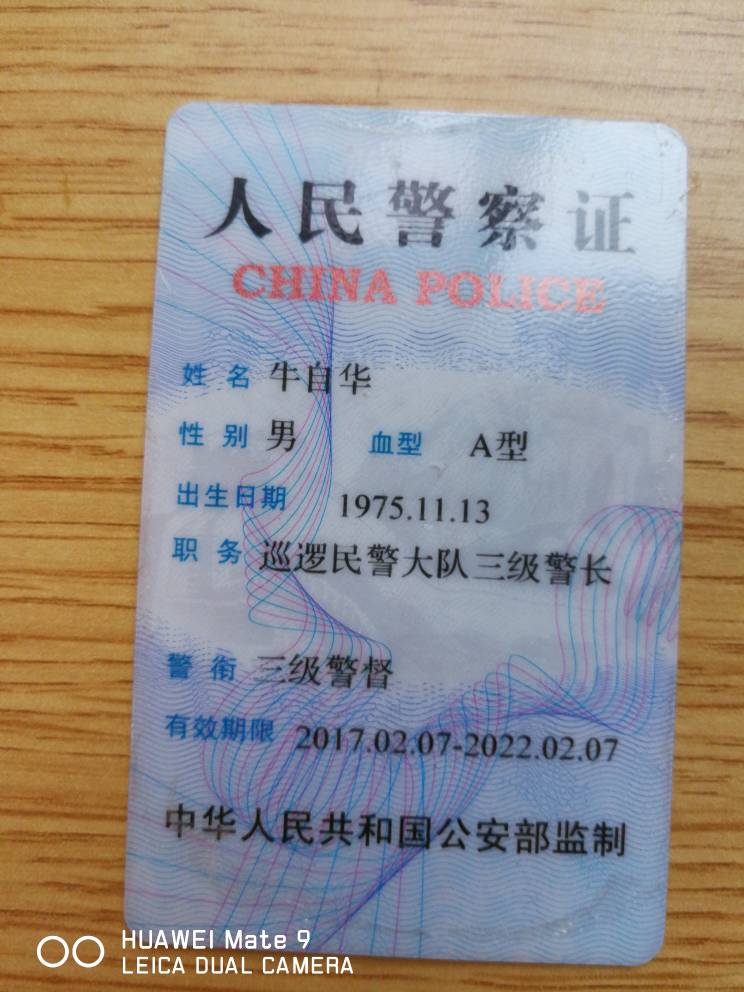 人民警察证
CHINA POLICE
姓 名 牛自华
性 别 男 血型 A型
出生日期 1975.11.13
职 务 巡逻民警大队三级警长
警 衔 三级警督
有效期限 2017.02.07-2022.02.07
中华人民共和国公安部监制
HUAWEI Mate 9
LEICA DUAL CAMERA